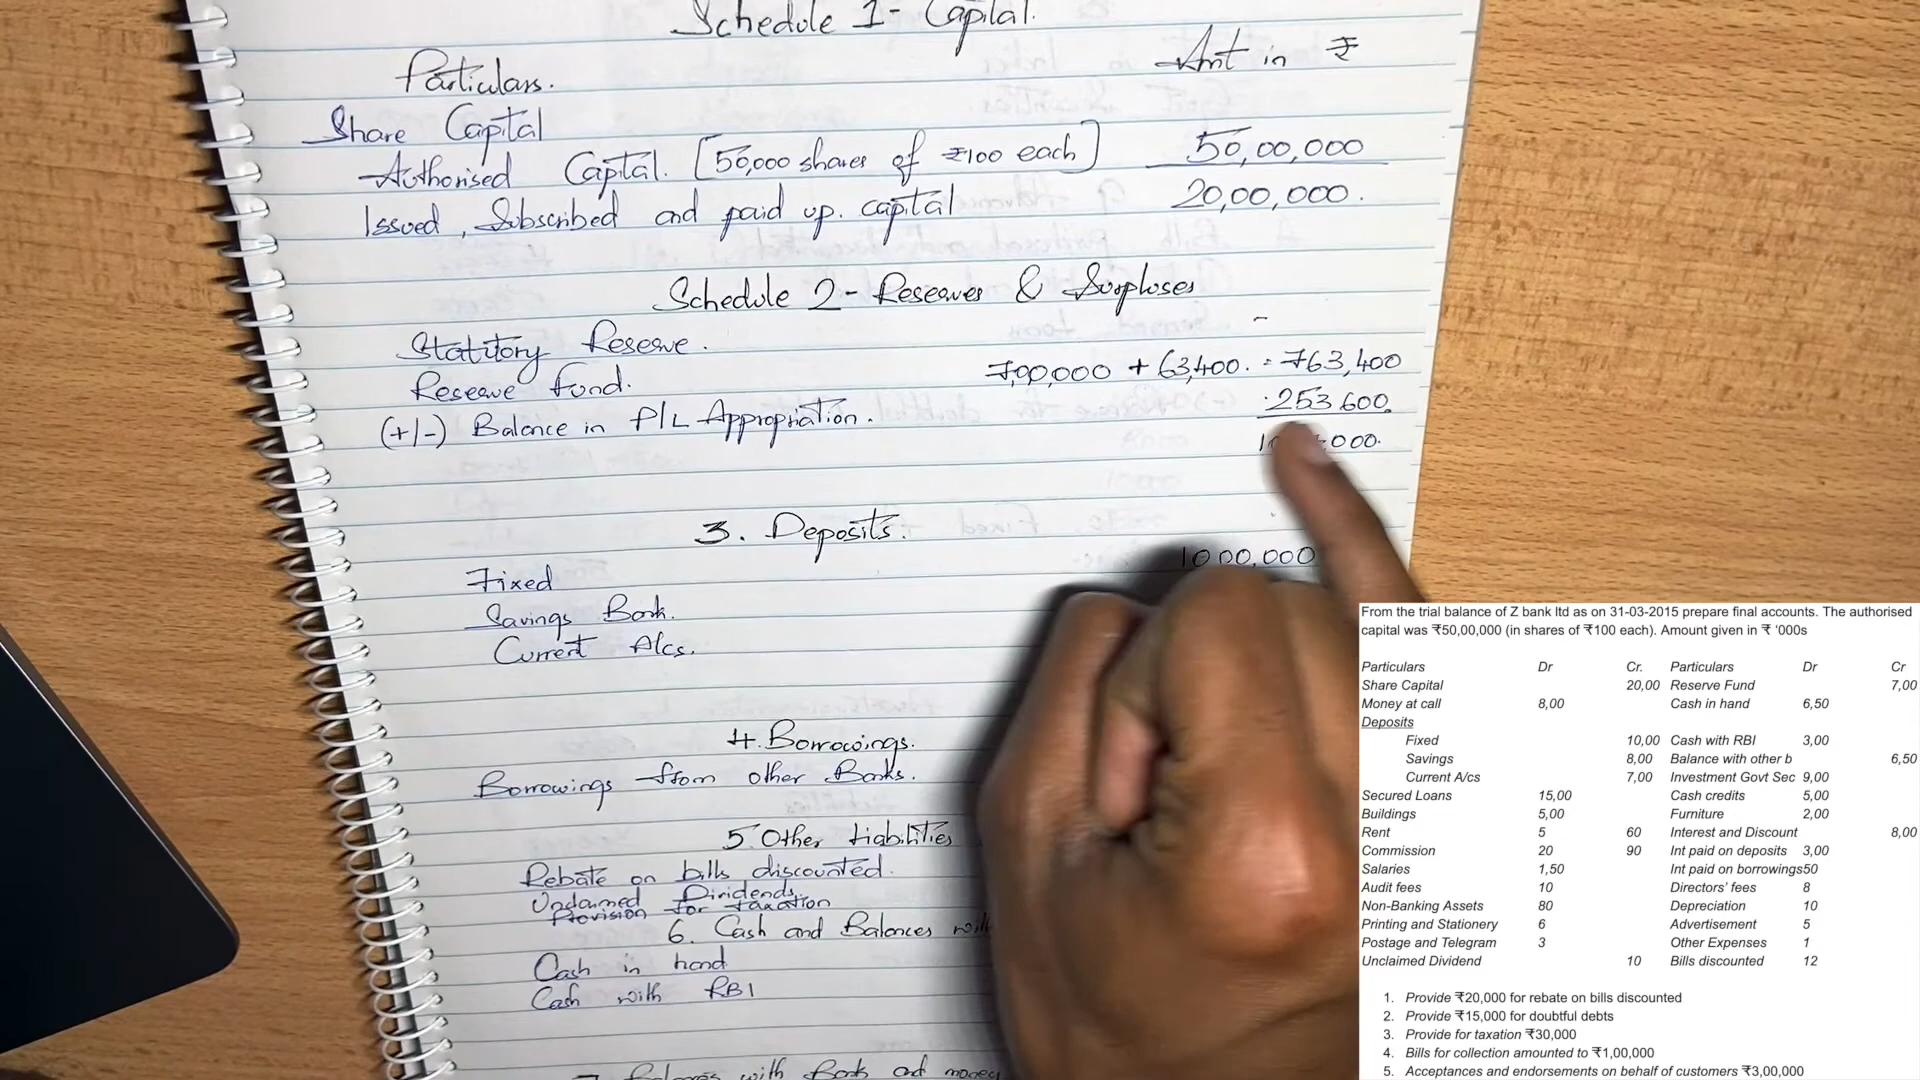 Schedule 1 - Capital.
Particulars. Amt in ₹
Share Capital
Authorised Capital. [50,000 shares of ₹100 each] 50,00,000
Issued, Subscribed and paid up. capital 20,00,000.
Schedule 2 - Reserves & Surpluses
Statutory Reserve. -
Reserve fund. 7,00,000 + 63,400. = 763,400
(+/-) Balance in P/L Appropriation. 253600.
000.
3. Deposits.
Fixed 1000,000
Savings Bank.
Current A/cs.
4. Borrowings.
Borrowings from other Banks.
5 Other Liabilities
Rebate on bills discounted.
Unclaimed Dividends.
Provision for taxation
6. Cash and Balances with
Cash in hand
Cash with RBI
Balances with Bank and money
From the trial balance of Z bank ltd as on 31-03-2015 prepare final accounts. The authorised
capital was ₹50,00,000 (in shares of ₹100 each). Amount given in ₹ '000s
Particulars Dr Cr. Particulars Dr Cr
Share Capital 20,00 Reserve Fund 7,00
Money at call 8,00 Cash in hand 6,50
Deposits
Fixed 10,00 Cash with RBI 3,00
Savings 8,00 Balance with other b 6,50
Current A/cs 7,00 Investment Govt Sec 9,00
Secured Loans 15,00 Cash credits 5,00
Buildings 5,00 Furniture 2,00
Rent 5 60 Interest and Discount 8,00
Commission 20 90 Int paid on deposits 3,00
Salaries 1,50 Int paid on borrowings50
Audit fees 10 Directors' fees 8
Non-Banking Assets 80 Depreciation 10
Printing and Stationery 6 Advertisement 5
Postage and Telegram 3 Other Expenses 1
Unclaimed Dividend 10 Bills discounted 12
1. Provide ₹20,000 for rebate on bills discounted
2. Provide ₹15,000 for doubtful debts
3. Provide for taxation ₹30,000
4. Bills for collection amounted to ₹1,00,000
5. Acceptances and endorsements on behalf of customers ₹3,00,000